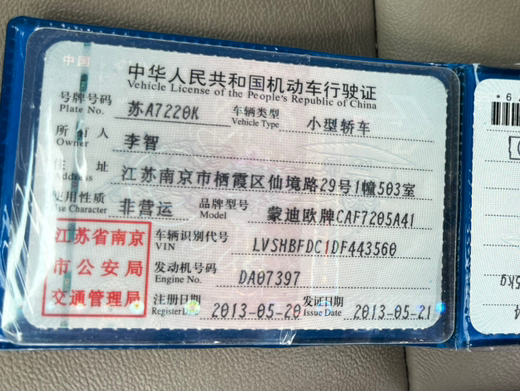 中国
中华人民共和国机动车行驶证
Vehicle License of the People's Republic of China
号牌号码 苏A7220K 车辆类型 小型轿车
Plate No. Vehicle Type
所有人 李智
Owner
住址 江苏南京市栖霞区仙境路29号1幢503室
Address
使用性质 非营运 品牌型号 蒙迪欧牌CAF7205A41
Use Character Model
江苏省南京
市公安局
交通管理局
车辆识别代号 LVSHBFDC1DF443560
VIN
发动机号码 DA07397
Engine No.
注册日期 2013-05-20 发证日期 2013-05-21
Register Date Issue Date